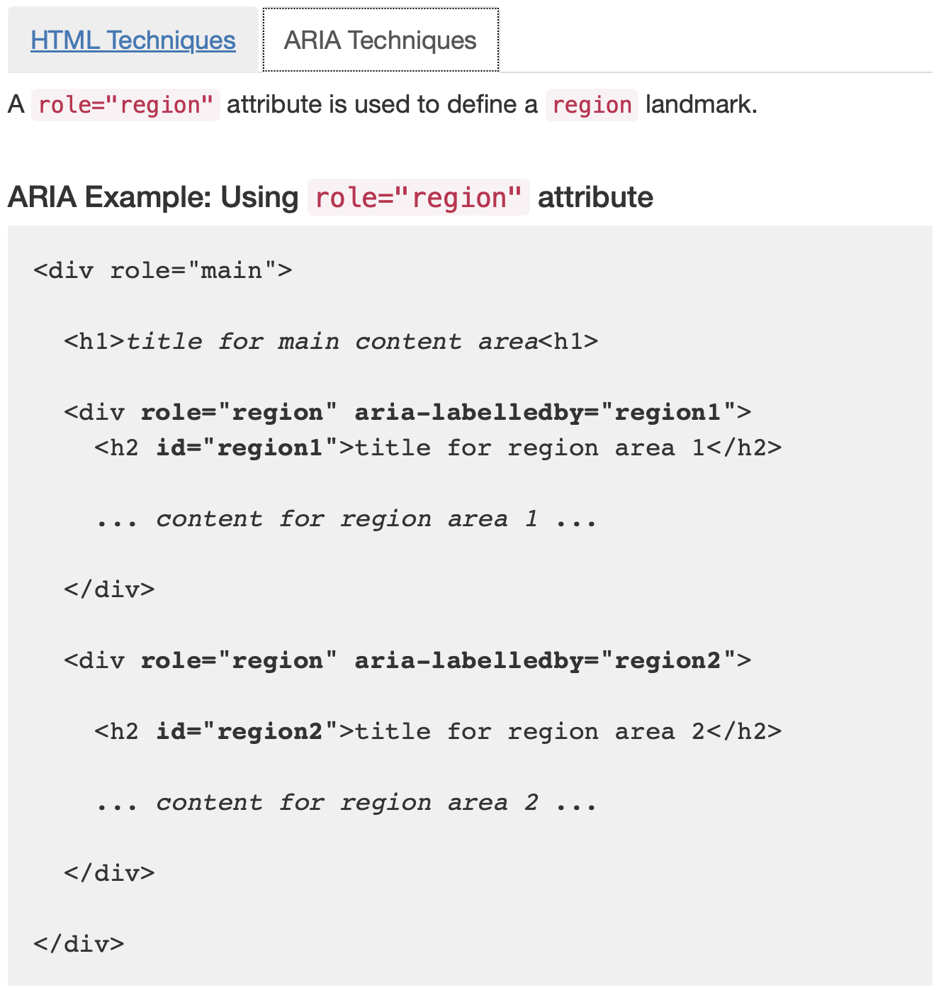 HTML Techniques ARIA Techniques
A role="region" attribute is used to define a region landmark.
ARIA Example: Using role="region" attribute
<div role="main">
<h1>title for main content area<h1>
<div role="region" aria-labelledby="region1">
<h2 id="region1">title for region area 1</h2>
... content for region area 1 ...
</div>
<div role="region" aria-labelledby="region2">
<h2 id="region2">title for region area 2</h2>
... content for region area 2 ...
</div>
</div>